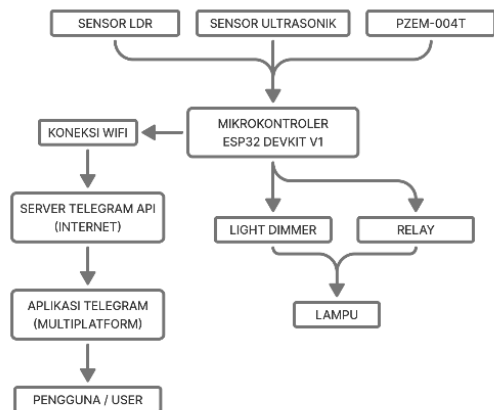 SENSOR LDR
SENSOR ULTRASONIK
PZEM-004T
MIKROKONTROLER
ESP32 DEVKIT V1
KONEKSI WIFI
SERVER TELEGRAM API
(INTERNET)
LIGHT DIMMER
RELAY
APLIKASI TELEGRAM
(MULTIPLATFORM)
LAMPU
PENGGUNA / USER